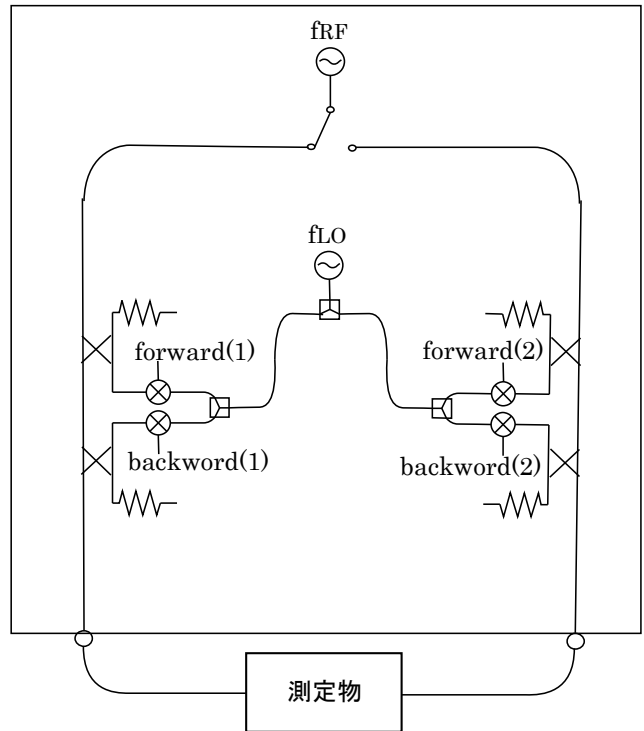 fRF
fLO
forward(1)
forward(2)
backword(1)
backword(2)
測定物